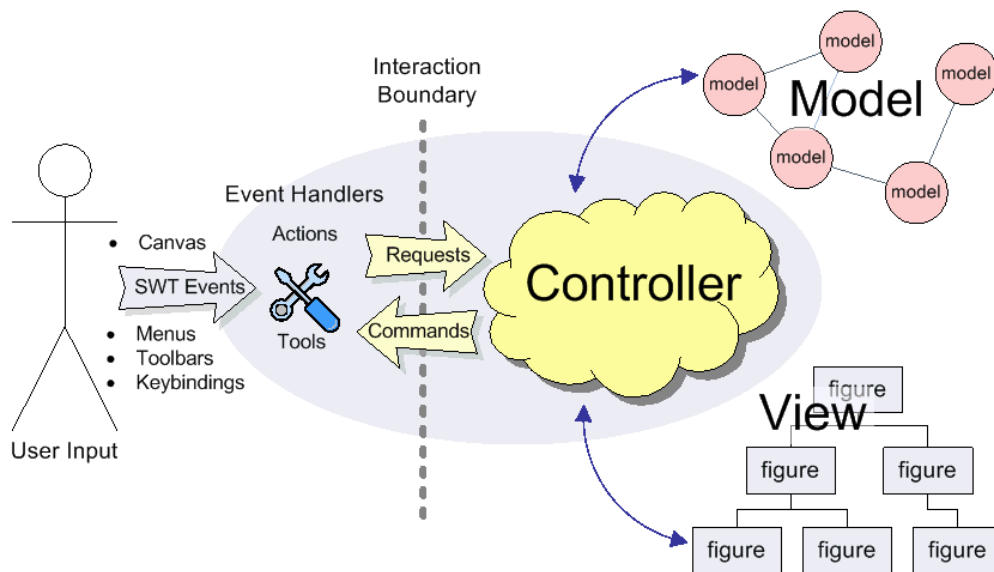 Interaction
Boundary
Event Handlers
Actions
Canvas
SWT Events
Menus
Toolbars
Keybindings
Tools
Requests
Commands
User Input
Controller
model
model
model
Model
model
model
figure
View
figure
figure
figure
figure
figure